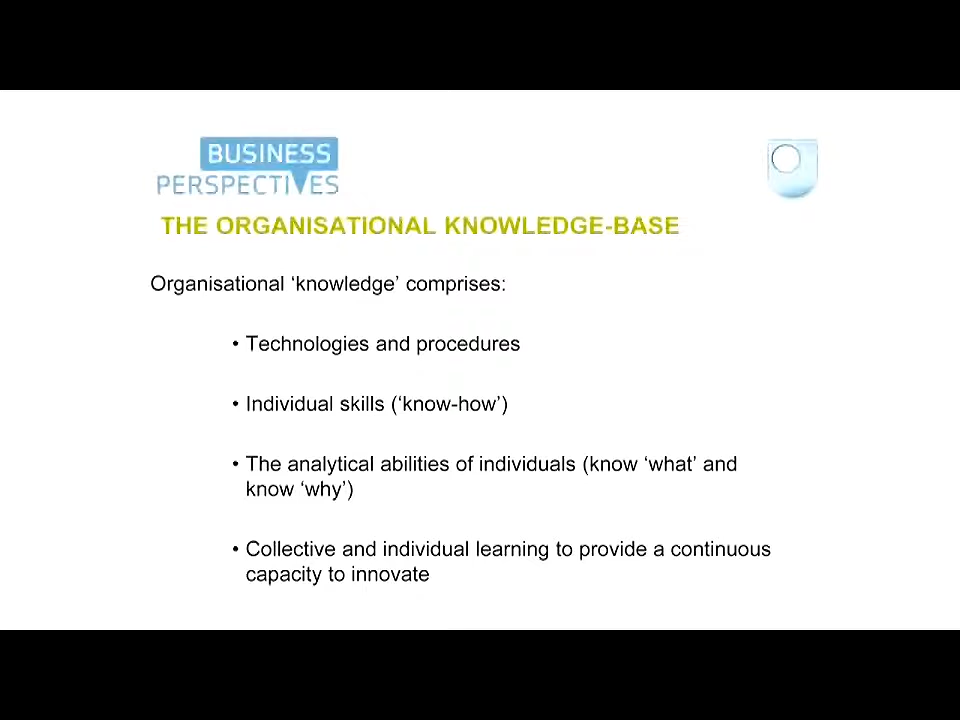 BUSINESS
PERSPECTIVES
THE ORGANISATIONAL KNOWLEDGE-BASE
Organisational ‘knowledge’ comprises:
• Technologies and procedures
• Individual skills (‘know-how’)
• The analytical abilities of individuals (know ‘what’ and
know ‘why’)
• Collective and individual learning to provide a continuous
capacity to innovate